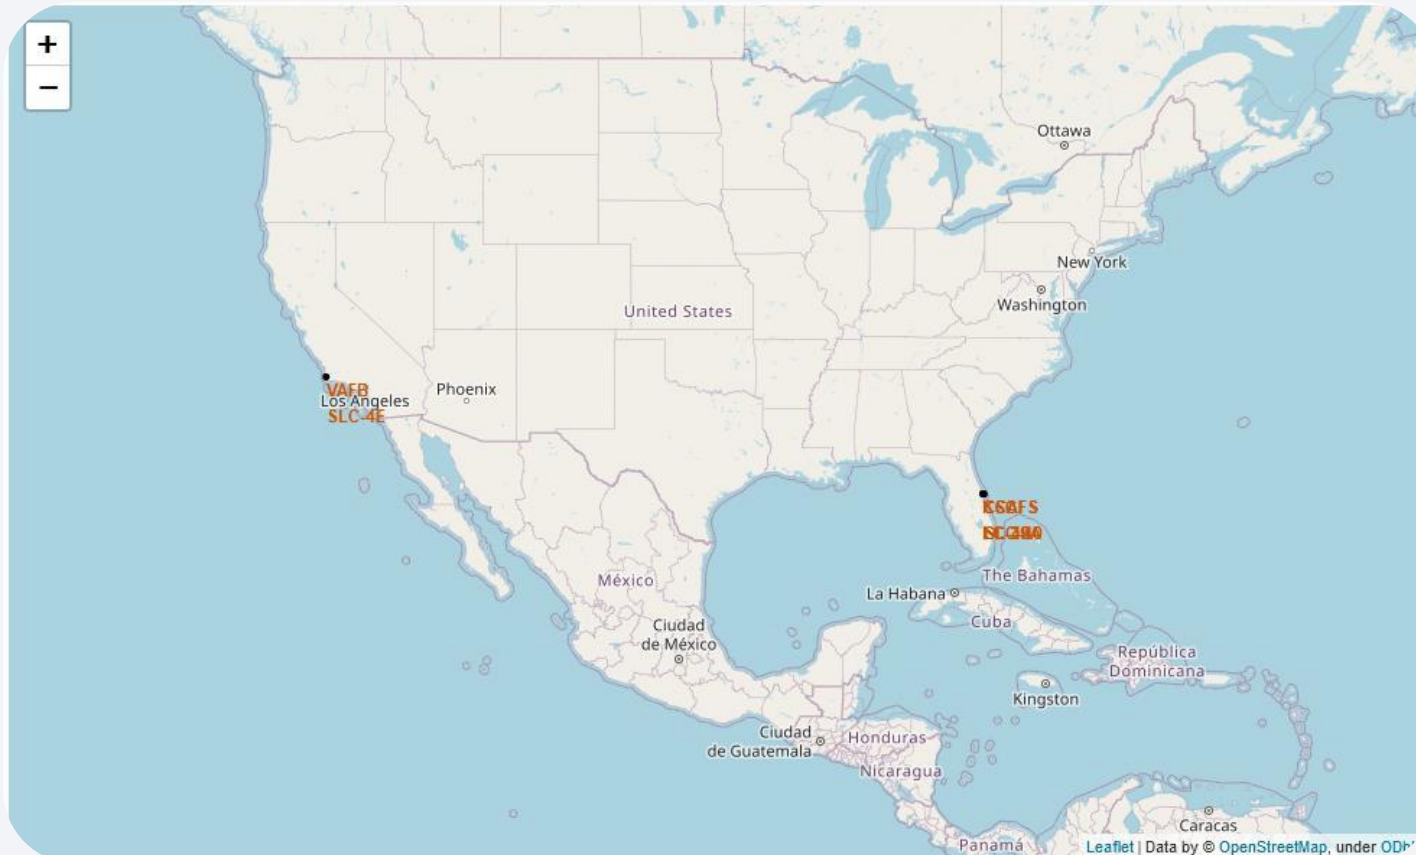 +
−
Ottawa
New York
Washington
United States
VAFB
Los Angeles
SLC-4E
Phoenix
The Bahamas
México
La Habana
Cuba
Ciudad
de México
República
Dominicana
Kingston
Ciudad
de Guatemala
Honduras
Nicaragua
Caracas
Panamá
Leaflet | Data by © OpenStreetMap, under